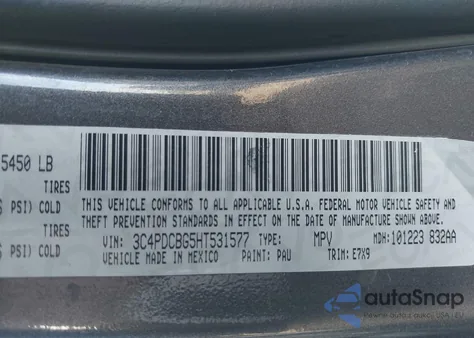 5450 LB
TIRES
PSI) COLD
TIRES
PSI) COLD
THIS VEHICLE CONFORMS TO ALL APPLICABLE U.S.A. FEDERAL MOTOR VEHICLE SAFETY AND
THEFT PREVENTION STANDARDS IN EFFECT ON THE DATE OF MANUFACTURE SHOWN ABOVE.
VIN: 3C4PDCBG5HT531577 TYPE: MPV MDH: 101223 832AA
VEHICLE MADE IN MEXICO PAINT: PAU TRIM: E7X9
autoSnap